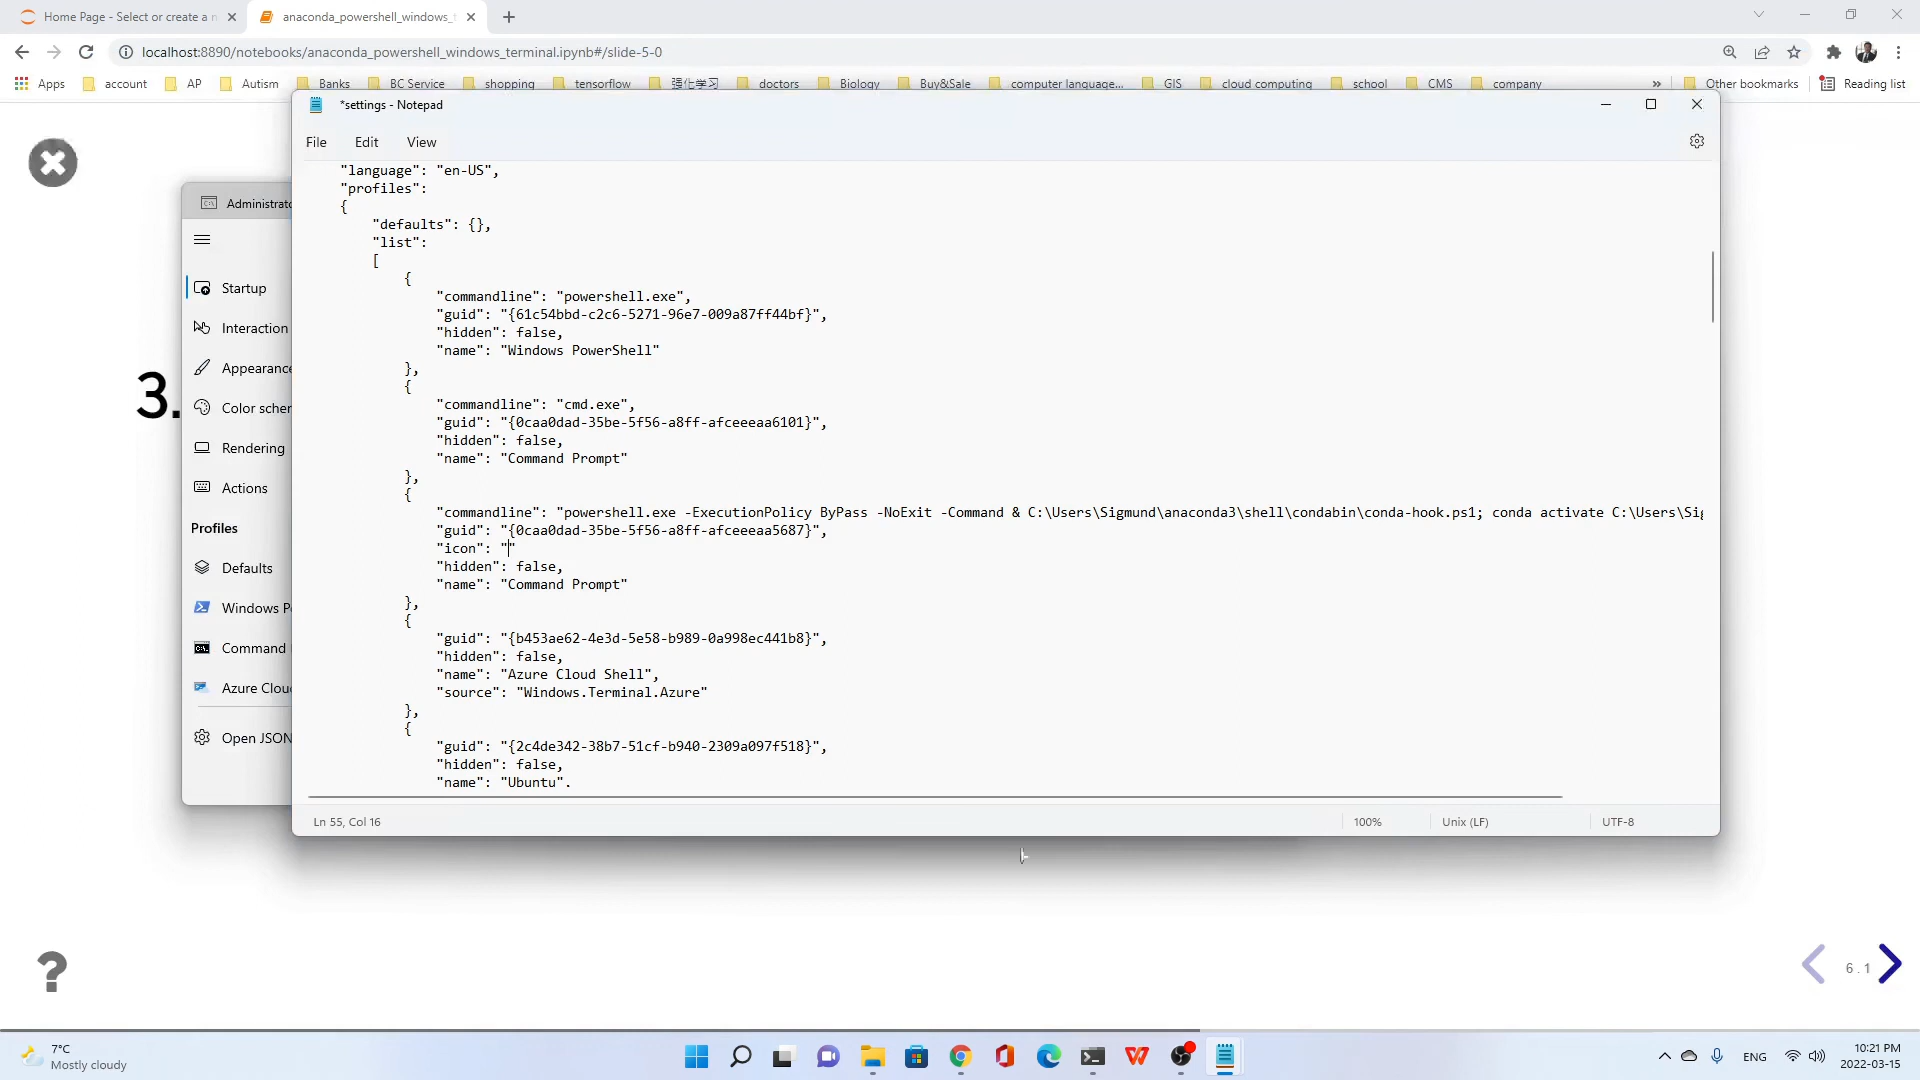 Home Page - Select or create a n
anaconda_powershell_windows_t
localhost:8890/notebooks/anaconda_powershell_windows_terminal.ipynb#/slide-5-0
Apps account AP Autism Banks BC Service shopping tensorflow 强化学习 doctors Biology Buy&Sale computer language... GIS cloud computing school CMS company » Other bookmarks Reading list
*settings - Notepad
File Edit View
"language": "en-US",
"profiles":
{
"defaults": {},
"list":
[
{
"commandline": "powershell.exe",
"guid": "{61c54bbd-c2c6-5271-96e7-009a87ff44bf}",
"hidden": false,
"name": "Windows PowerShell"
},
{
"commandline": "cmd.exe",
"guid": "{0caa0dad-35be-5f56-a8ff-afceeeaa6101}",
"hidden": false,
"name": "Command Prompt"
},
{
"commandline": "powershell.exe -ExecutionPolicy ByPass -NoExit -Command & C:\Users\Sigmund\anaconda3\shell\condabin\conda-hook.ps1; conda activate C:\Users\Sig
"guid": "{0caa0dad-35be-5f56-a8ff-afceeeaa5687}",
"icon": ""
"hidden": false,
"name": "Command Prompt"
},
{
"guid": "{b453ae62-4e3d-5e58-b989-0a998ec441b8}",
"hidden": false,
"name": "Azure Cloud Shell",
"source": "Windows.Terminal.Azure"
},
{
"guid": "{2c4de342-38b7-51cf-b940-2309a097f518}",
"hidden": false,
"name": "Ubuntu".
Ln 55, Col 16
100%
Unix (LF)
UTF-8
Administrato
Startup
Interaction
Appearance
Color scher
Rendering
Actions
Profiles
Defaults
Windows P
Command
Azure Clou
Open JSON
3.
?
6.1
7°C
Mostly cloudy
ENG
10:21 PM
2022-03-15